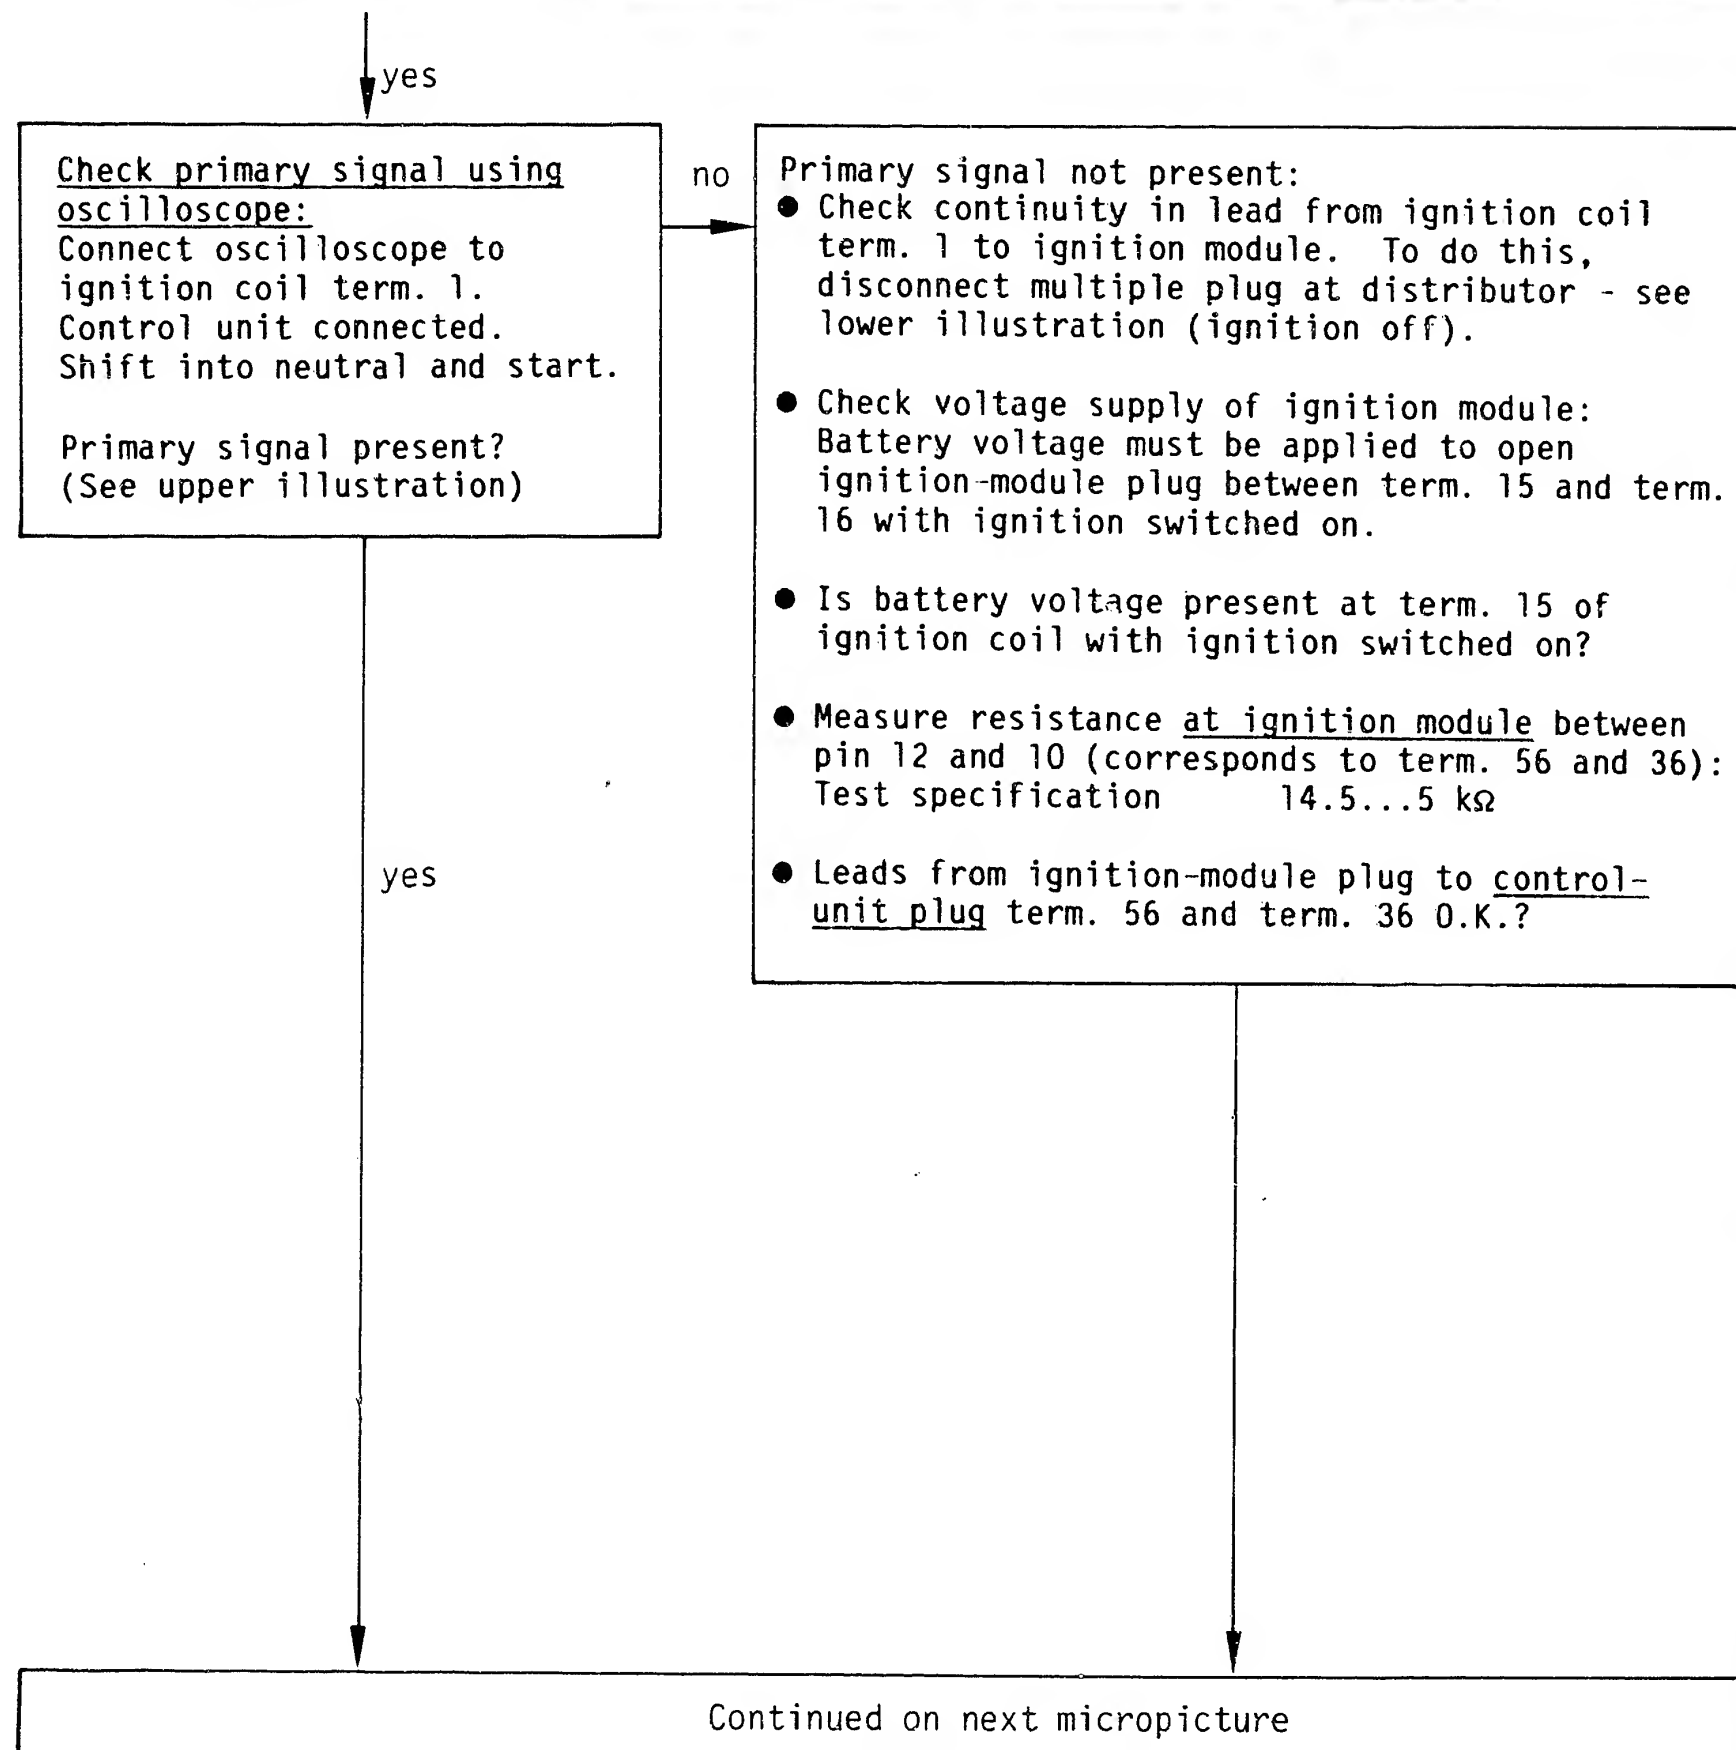 yes
Check primary signal using
oscilloscope:
Connect oscilloscope to
ignition coil term. 1.
Control unit connected.
Shift into neutral and start.
Primary signal present?
(See upper illustration)
no
Primary signal not present:
● Check continuity in lead from ignition coil
term. 1 to ignition module. To do this,
disconnect multiple plug at distributor - see
lower illustration (ignition off).
● Check voltage supply of ignition module:
Battery voltage must be applied to open
ignition-module plug between term. 15 and term.
16 with ignition switched on.
● Is battery voltage present at term. 15 of
ignition coil with ignition switched on?
● Measure resistance at ignition module between
pin 12 and 10 (corresponds to term. 56 and 36):
Test specification 14.5...5 kΩ
● Leads from ignition-module plug to control-
unit plug term. 56 and term. 36 O.K.?
yes
Continued on next micropicture